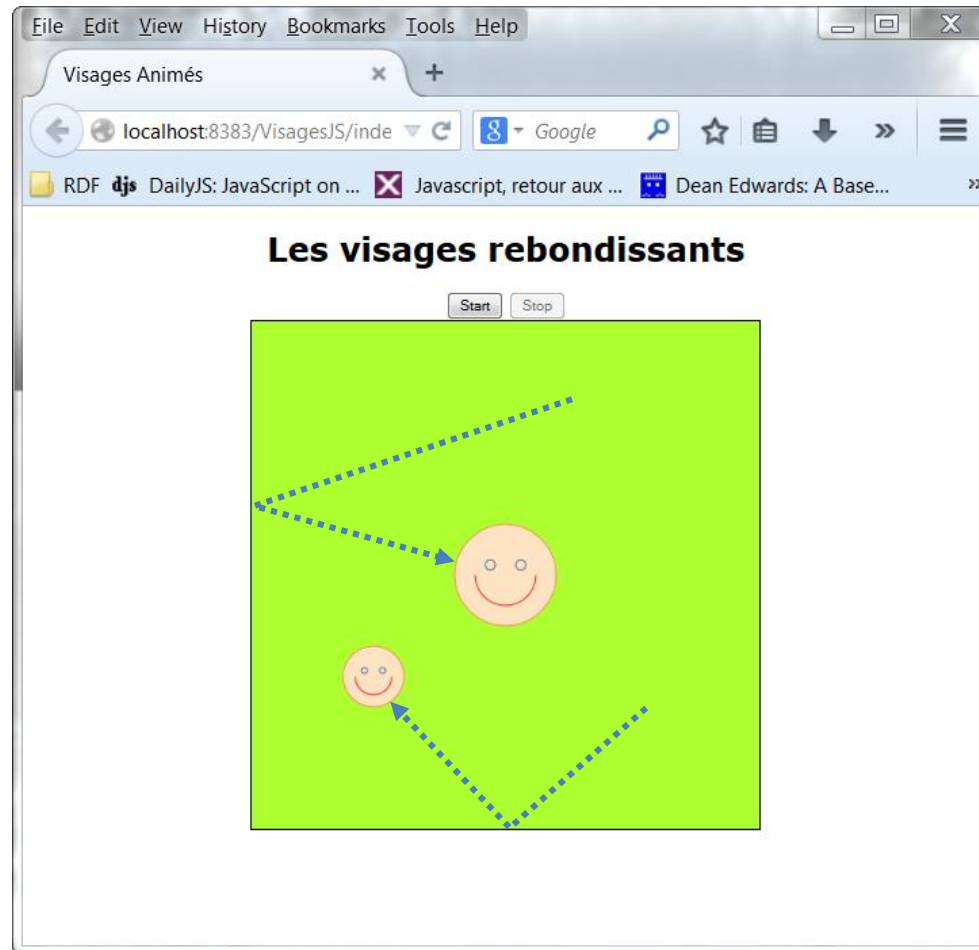 File Edit View History Bookmarks Tools Help
Visages Animés
localhost:8383/VisagesJS/inde Google
RDF djs DailyJS: JavaScript on ... Javascript, retour aux ... Dean Edwards: A Base...
Les visages rebondissants
Start Stop